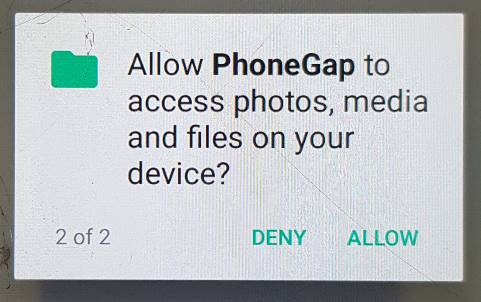 Allow PhoneGap to
access photos, media
and files on your
device?
2 of 2 DENY ALLOW